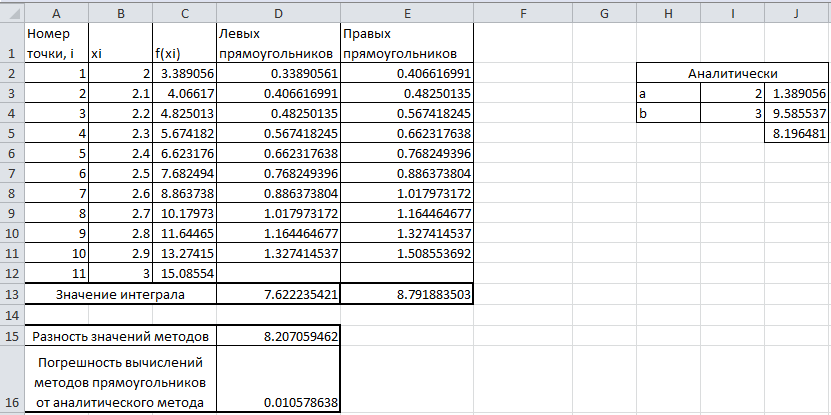 A B C D E F G H I J
Номер Левых Правых
1 точки, i xi f(xi) прямоугольников прямоугольников
2 1 2 3.389056 0.33890561 0.406616991 Аналитически
3 2 2.1 4.06617 0.406616991 0.48250135 a 2 1.389056
4 3 2.2 4.825013 0.48250135 0.567418245 b 3 9.585537
5 4 2.3 5.674182 0.567418245 0.662317638 8.196481
6 5 2.4 6.623176 0.662317638 0.768249396
7 6 2.5 7.682494 0.768249396 0.886373804
8 7 2.6 8.863738 0.886373804 1.017973172
9 8 2.7 10.17973 1.017973172 1.164464677
10 9 2.8 11.64465 1.164464677 1.327414537
11 10 2.9 13.27415 1.327414537 1.508553692
12 11 3 15.08554
13 Значение интеграла 7.622235421 8.791883503
14
15 Разность значений методов 8.207059462
Погрешность вычислений
методов прямоугольников
16 от аналитического метода 0.010578638